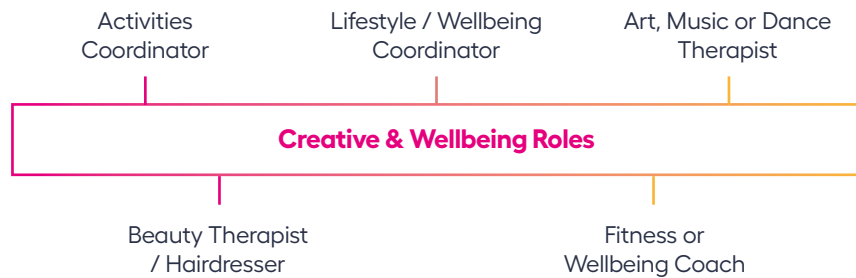 Activities
Coordinator
Lifestyle / Wellbeing
Coordinator
Art, Music or Dance
Therapist
Creative & Wellbeing Roles
Beauty Therapist
/ Hairdresser
Fitness or
Wellbeing Coach